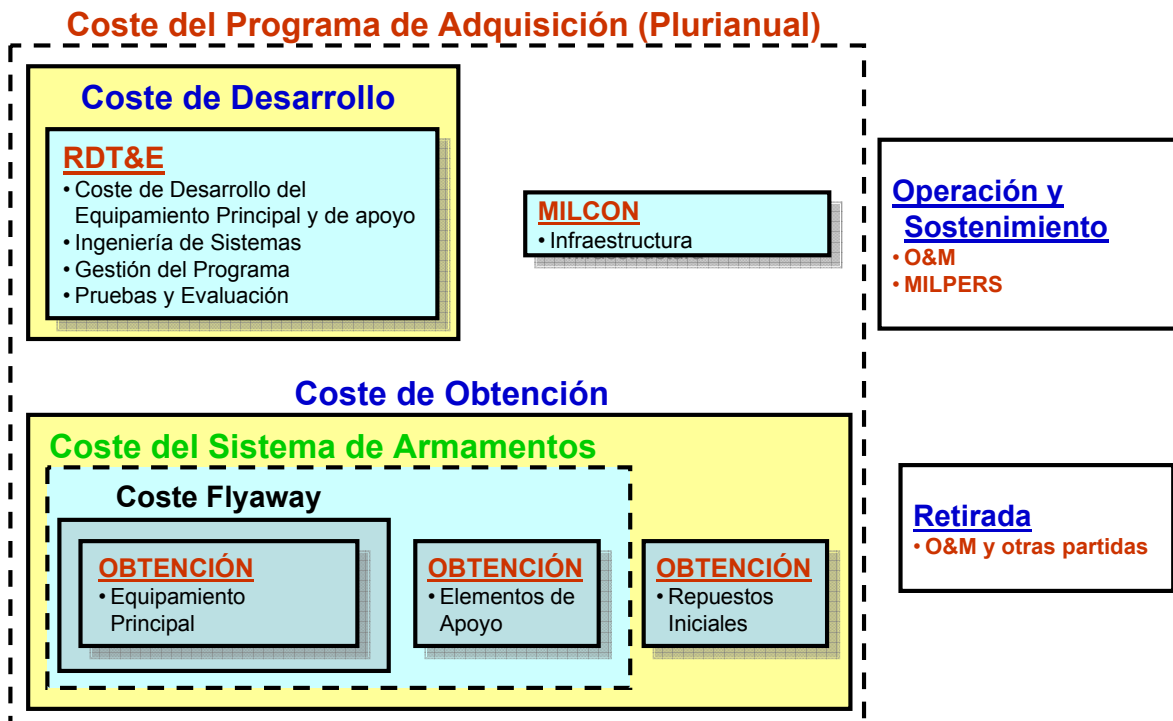 Coste del Programa de Adquisición (Plurianual)
Coste de Desarrollo
RDT&E
• Coste de Desarrollo del
Equipamiento Principal y de apoyo
• Ingeniería de Sistemas
• Gestión del Programa
• Pruebas y Evaluación
MILCON
• Infraestructura
Operación y
Sostenimiento
• O&M
• MILPERS
Coste de Obtención
Coste del Sistema de Armamentos
Coste Flyaway
OBTENCIÓN
• Equipamiento
Principal
OBTENCIÓN
• Elementos de
Apoyo
OBTENCIÓN
• Repuestos
Iniciales
Retirada
• O&M y otras partidas